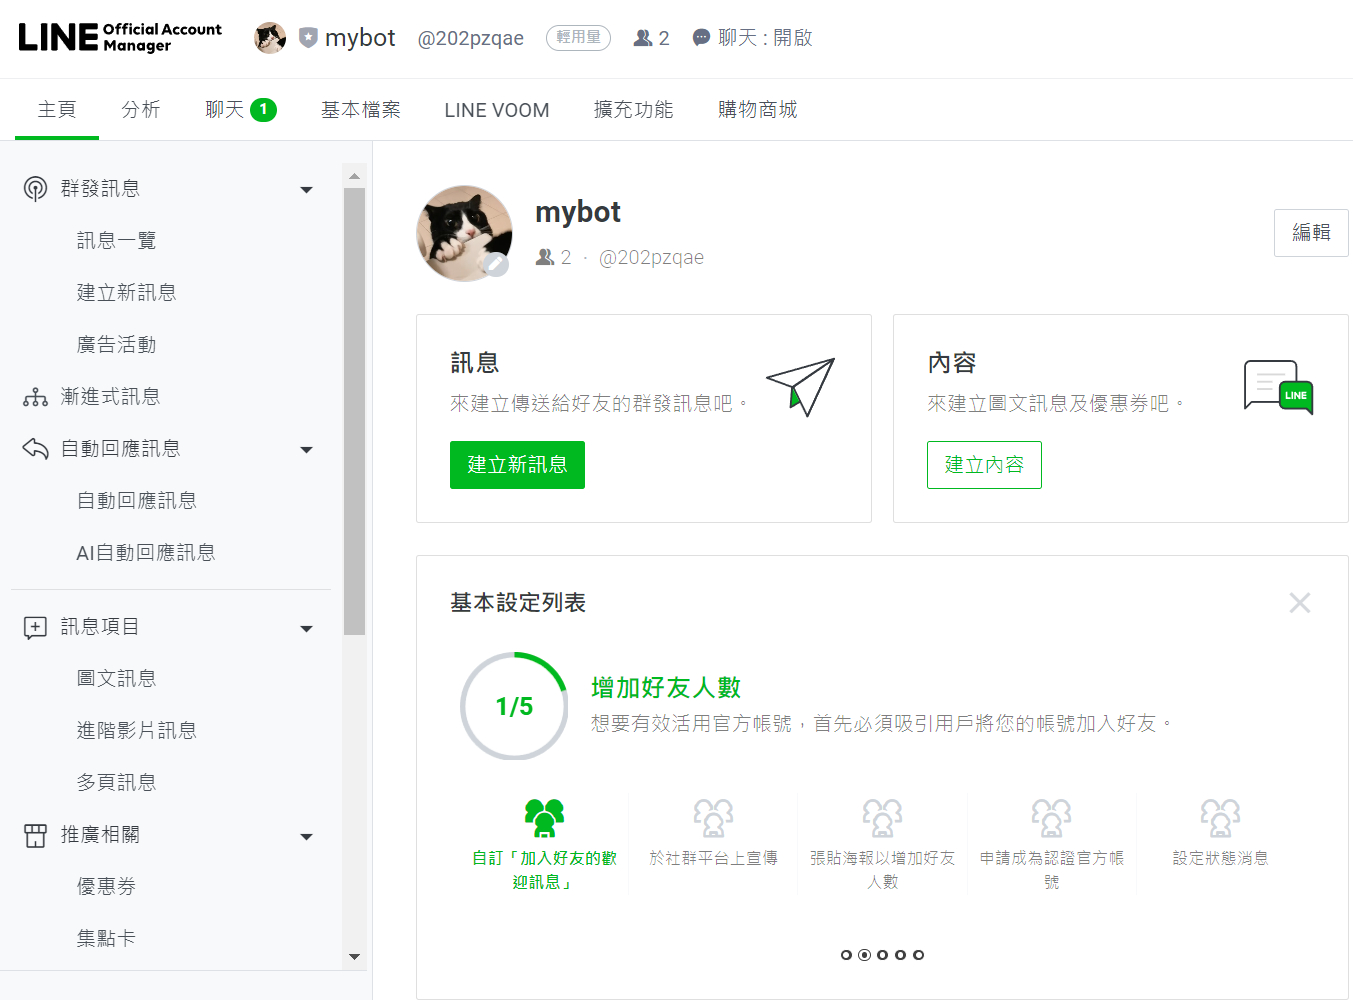 LINE Official Account Manager
mybot @202pzqae 輕用量 2 聊天 : 開啟
主頁 分析 聊天 1 基本檔案 LINE VOOM 擴充功能 購物商城
群發訊息
訊息一覽
建立新訊息
廣告活動
漸進式訊息
自動回應訊息
自動回應訊息
AI自動回應訊息
訊息項目
圖文訊息
進階影片訊息
多頁訊息
推廣相關
優惠券
集點卡
mybot
2 · @202pzqae
編輯
訊息
來建立傳送給好友的群發訊息吧。
建立新訊息
內容
來建立圖文訊息及優惠券吧。
建立內容
LINE
基本設定列表
1/5
增加好友人數
想要有效活用官方帳號，首先必須吸引用戶將您的帳號加入好友。
自訂「加入好友的歡
迎訊息」
於社群平台上宣傳
張貼海報以增加好友
人數
申請成為認證官方帳
號
設定狀態消息